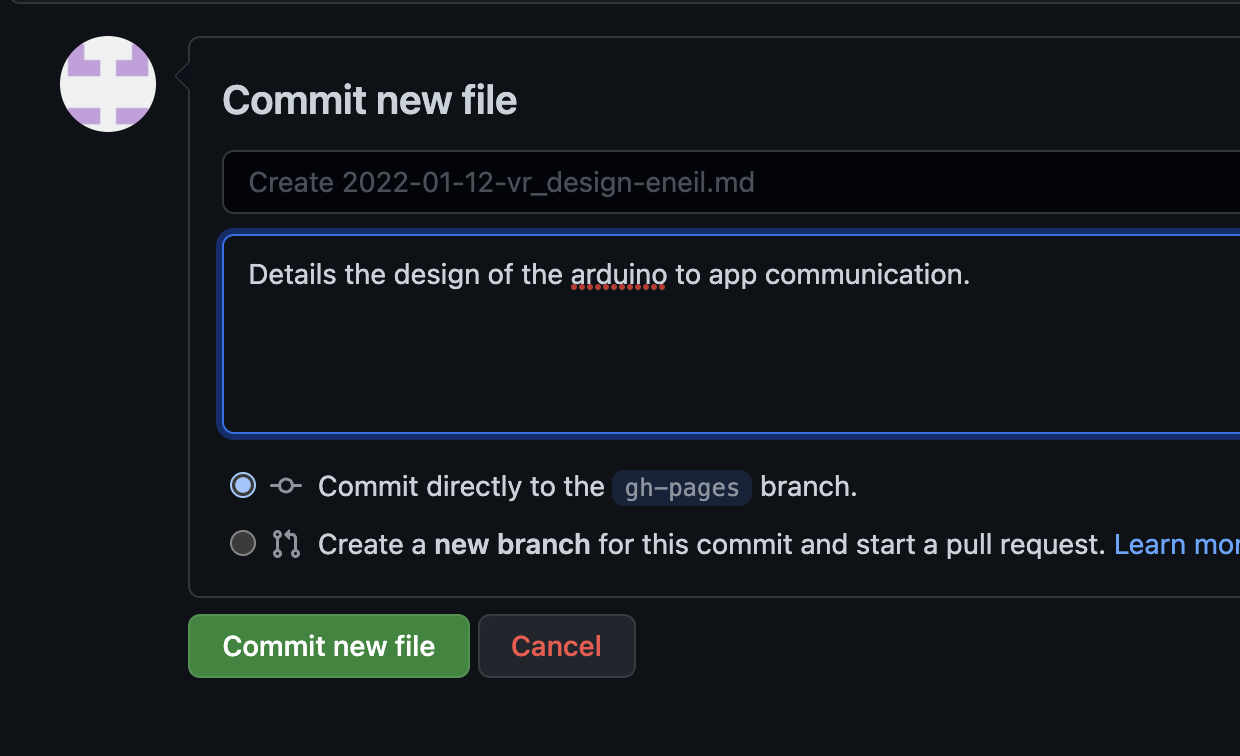 Commit new file
Create 2022-01-12-vr_design-eneil.md
Details the design of the arduino to app communication.
Commit directly to the gh-pages branch.
Create a new branch for this commit and start a pull request. Learn mor
Commit new file
Cancel